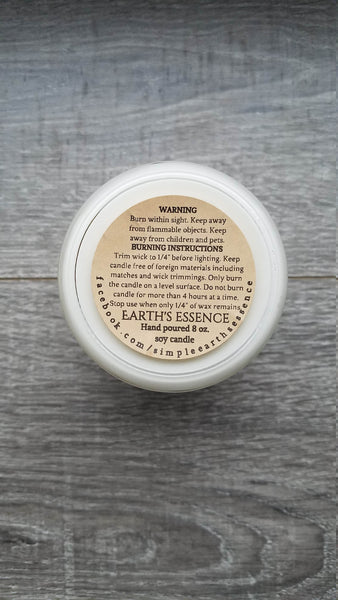 WARNING
Burn within sight. Keep away
from flammable objects. Keep
away from children and pets.
BURNING INSTRUCTIONS
Trim wick to 1/4" before lighting. Keep
candle free of foreign materials including
matches and wick trimmings. Only burn
the candle on a level surface. Do not burn
candle for more than 4 hours at a time.
Stop use when only 1/4" of wax remains.
EARTH'S ESSENCE
Hand poured 8 oz.
soy candle
facebook.com/simpleearthsessence